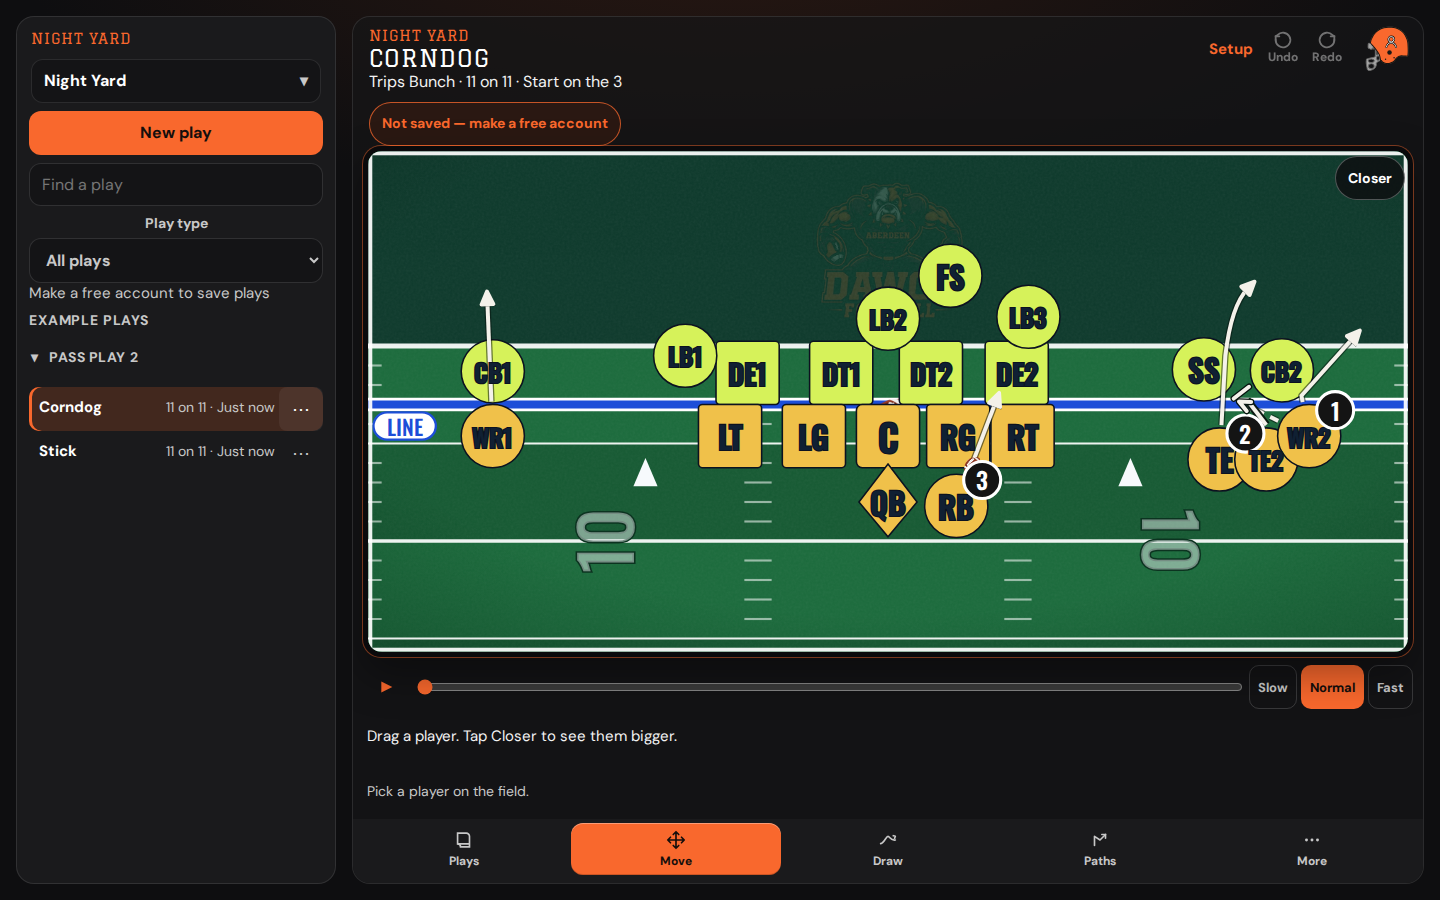 NIGHT YARD
Night Yard ▼
New play
Find a play
Play type
All plays
Make a free account to save plays
EXAMPLE PLAYS
▼ PASS PLAY 2
Corndog 11 on 11 · Just now ...
Stick 11 on 11 · Just now ...
NIGHT YARD
CORNDOG
Trips Bunch · 11 on 11 · Start on the 3
Setup Undo Redo
Not saved — make a free account
Closer
ABERDEEN
FS
LB2 LB3
LB1
CB1 DE1 DT1 DT2 DE2 SS CB2
LINE
WR1 LT LG C RG RT TE TE2 WR2
1
2
3
QB RB
10 10
Slow Normal Fast
Drag a player. Tap Closer to see them bigger.
Pick a player on the field.
Plays Move Draw Paths More